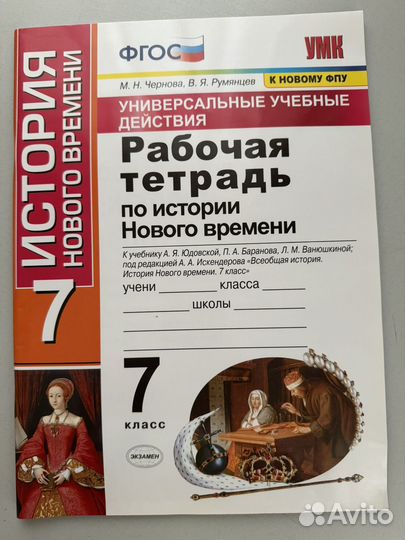 ФГОС
УМК
М. Н. Чернова, В. Я. Румянцев
К НОВОМУ ФПУ
УНИВЕРСАЛЬНЫЕ УЧЕБНЫЕ
ДЕЙСТВИЯ
Рабочая
тетрадь
по истории
Нового времени
К учебнику А. Я. Юдовской, П. А. Баранова, Л. М. Ванюшкиной;
под редакцией А. А. Искендерова «Всеобщая история.
История Нового времени. 7 класс»
учени класса
школы
7
класс
ЭКЗАМЕН
ИСТОРИЯ
НОВОГО ВРЕМЕНИ
7
Avito